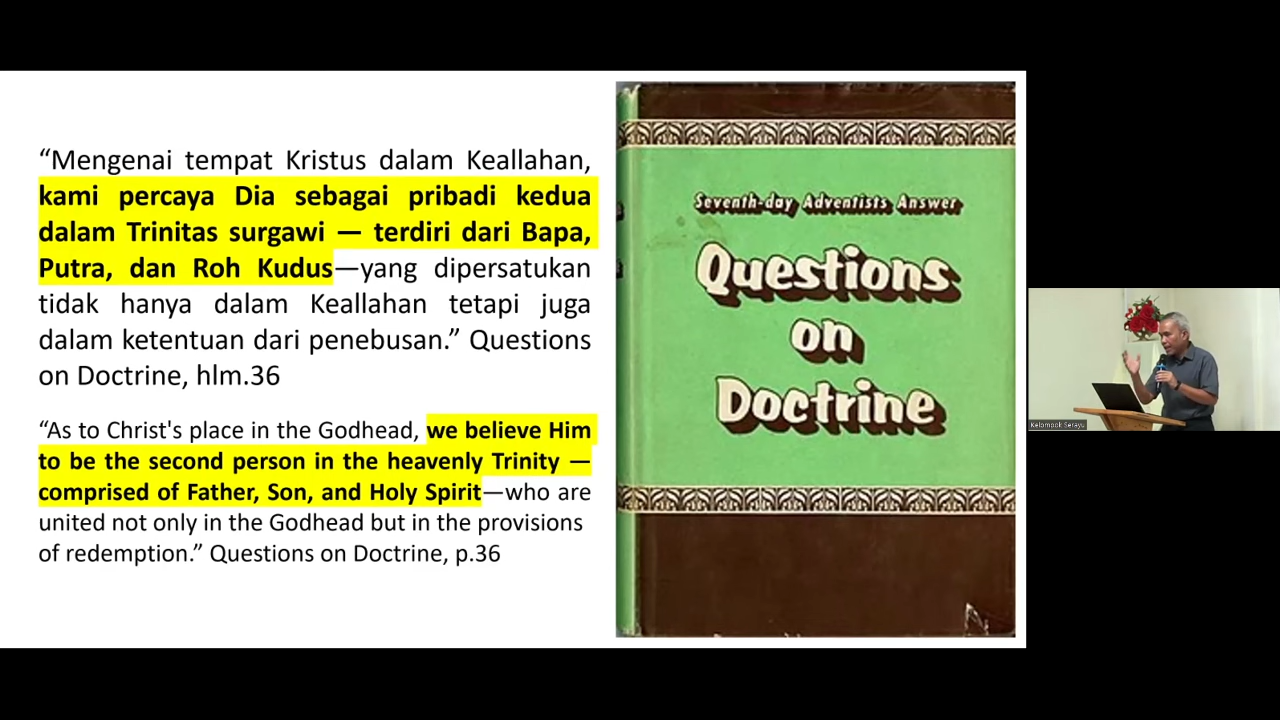 “Mengenai tempat Kristus dalam Keallahan,
kami percaya Dia sebagai pribadi kedua
dalam Trinitas surgawi — terdiri dari Bapa,
Putra, dan Roh Kudus—yang dipersatukan
tidak hanya dalam Keallahan tetapi juga
dalam ketentuan dari penebusan.” Questions
on Doctrine, hlm.36
“As to Christ's place in the Godhead, we believe Him
to be the second person in the heavenly Trinity —
comprised of Father, Son, and Holy Spirit—who are
united not only in the Godhead but in the provisions
of redemption.” Questions on Doctrine, p.36
Seventh-day Adventists Answer
Questions
on
Doctrine
Kelompok Serayu